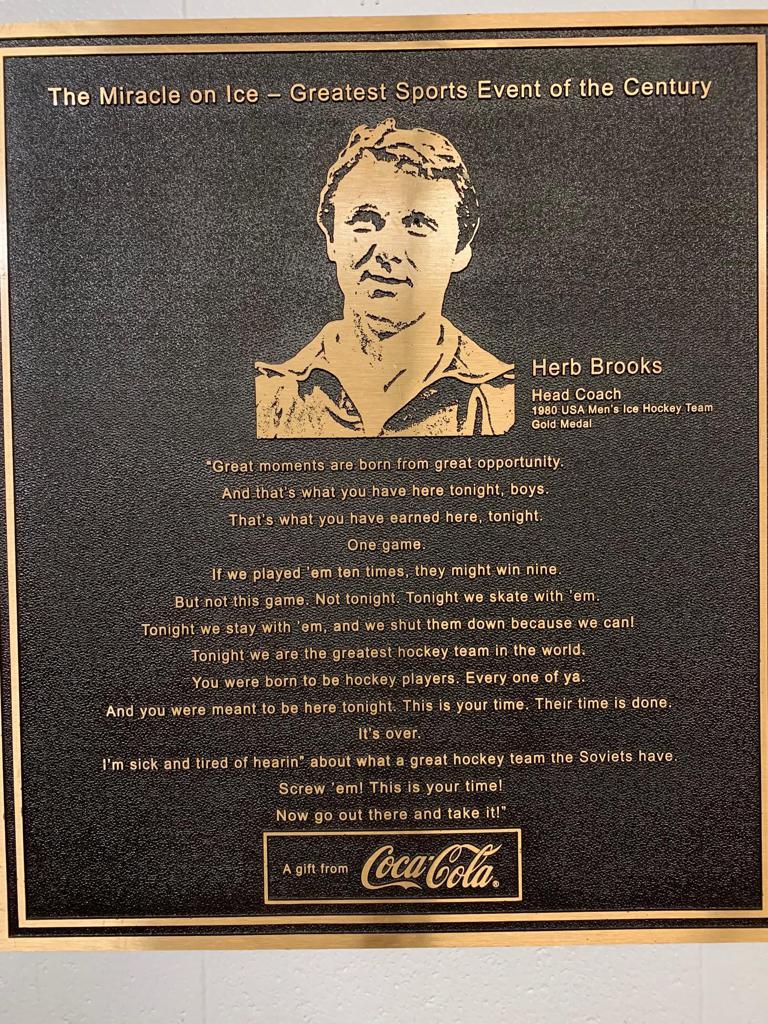 The Miracle on Ice – Greatest Sports Event of the Century
Herb Brooks
Head Coach
1980 USA Men's Ice Hockey Team
Gold Medal
"Great moments are born from great opportunity.
And that's what you have here tonight, boys.
That's what you have earned here, tonight.
One game.
If we played 'em ten times, they might win nine.
But not this game. Not tonight. Tonight we skate with 'em.
Tonight we stay with 'em, and we shut them down because we can!
Tonight we are the greatest hockey team in the world.
You were born to be hockey players. Every one of ya.
And you were meant to be here tonight. This is your time. Their time is done.
It's over.
I'm sick and tired of hearin" about what a great hockey team the Soviets have.
Screw 'em! This is your time!
Now go out there and take it!"
A gift from Coca-Cola®